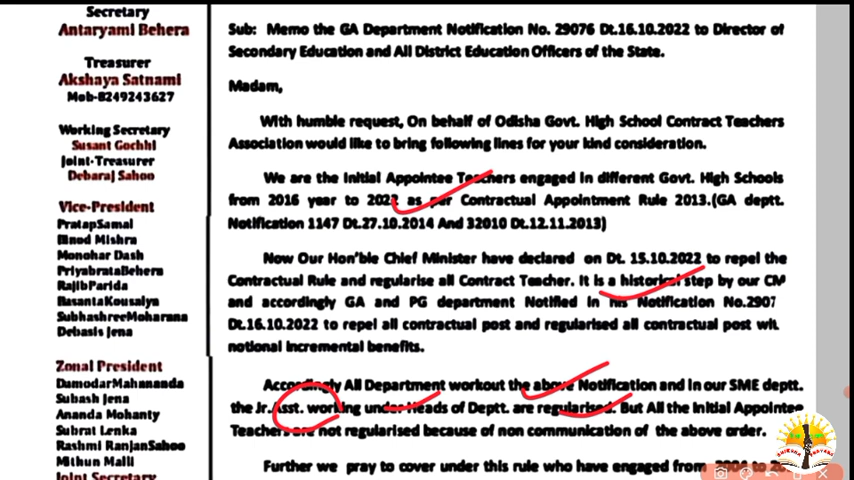 Secretary
Antaryami Behera
Treasurer
Akshaya Satnami
Mob-8249243627
Working Secretary
Susant Gochhi
Joint-Treasurer
Debaraj Sahoo
Vice-President
PratapSamal
Binod Mishra
Monohar Dash
PriyabrataBehera
RajibParida
BasantaKousalya
SubhashreeMoharana
Debasis Jena
Zonal President
DamodarMahananda
Subash Jena
Ananda Mohanty
Subrat Lenka
Rashmi RanjanSahoo
Mithun Malli
Joint Secretary
Sub: Memo the GA Department Notification No. 29076 Dt.16.10.2022 to Director of
Secondary Education and All District Education Officers of the State.
Madam,
With humble request, On behalf of Odisha Govt. High School Contract Teachers
Association would like to bring following lines for your kind consideration.
We are the Initial Appointee Teachers engaged in different Govt. High Schools
from 2016 year to 2022 as per Contractual Appointment Rule 2013.(GA deptt.
Notification 1147 Dt.27.10.2014 And 32010 Dt.12.11.2013)
Now Our Hon'ble Chief Minister have declared on Dt. 15.10.2022 to repel the
Contractual Rule and regularise all Contract Teacher. It is a historical step by our CM
and accordingly GA and PG department Notified in his Notification No.2907
Dt.16.10.2022 to repel all contractual post and regularised all contractual post wit
notional incremental benefits.
Accordingly All Department workout the above Notification and in our SME deptt.
the Jr. Asst. working under Heads of Deptt. are regularised. But All the Initial Appointee
Teachers are not regularised because of non communication of the above order.
Further we pray to cover under this rule who have engaged from